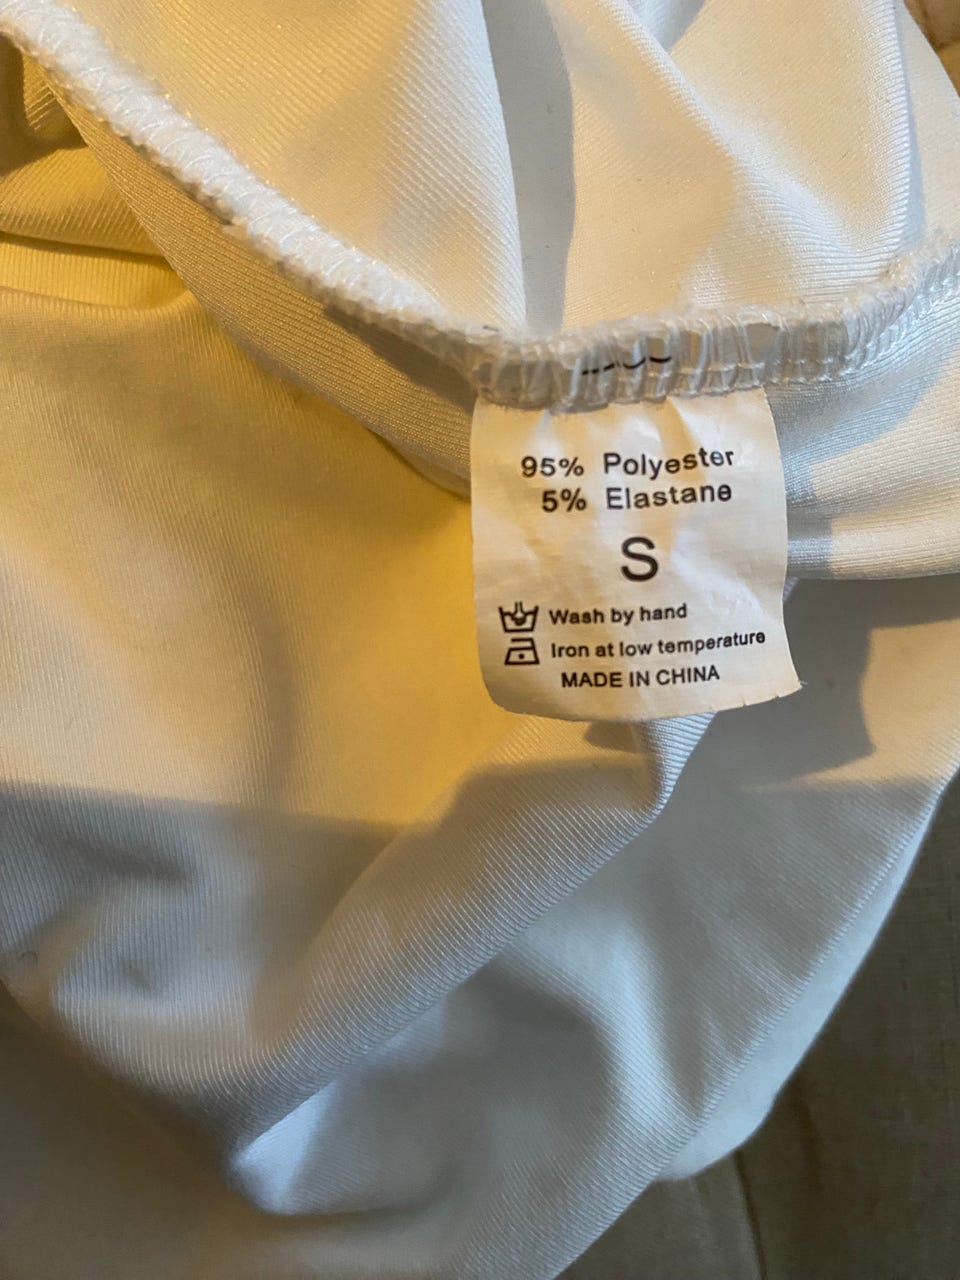 95% Polyester
5% Elastane
S
Wash by hand
Iron at low temperature
MADE IN CHINA